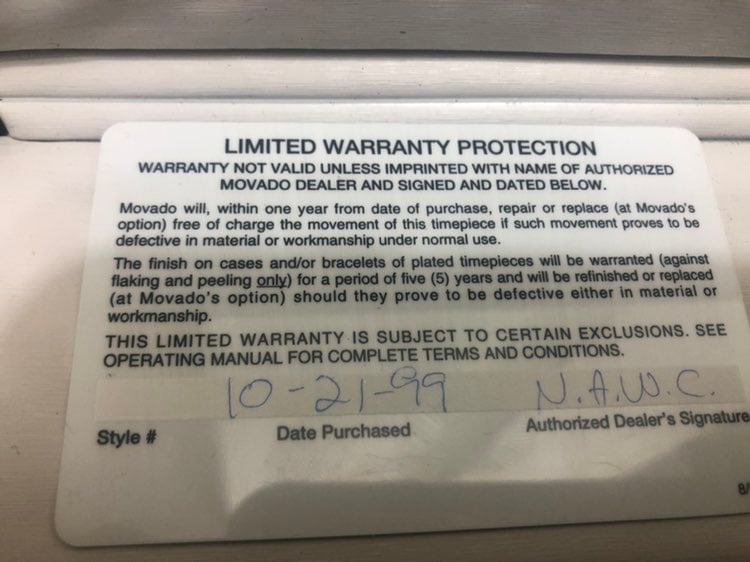 LIMITED WARRANTY PROTECTION
WARRANTY NOT VALID UNLESS IMPRINTED WITH NAME OF AUTHORIZED
MOVADO DEALER AND SIGNED AND DATED BELOW.
Movado will, within one year from date of purchase, repair or replace (at Movado's
option) free of charge the movement of this timepiece if such movement proves to be
defective in material or workmanship under normal use.
The finish on cases and/or bracelets of plated timepieces will be warranted (against
flaking and peeling only) for a period of five (5) years and will be refinished or replaced
(at Movado's option) should they prove to be defective either in material or
workmanship.
THIS LIMITED WARRANTY IS SUBJECT TO CERTAIN EXCLUSIONS. SEE
OPERATING MANUAL FOR COMPLETE TERMS AND CONDITIONS.
10-21-99 N.A.W.C.
Style # Date Purchased Authorized Dealer's Signature
8/